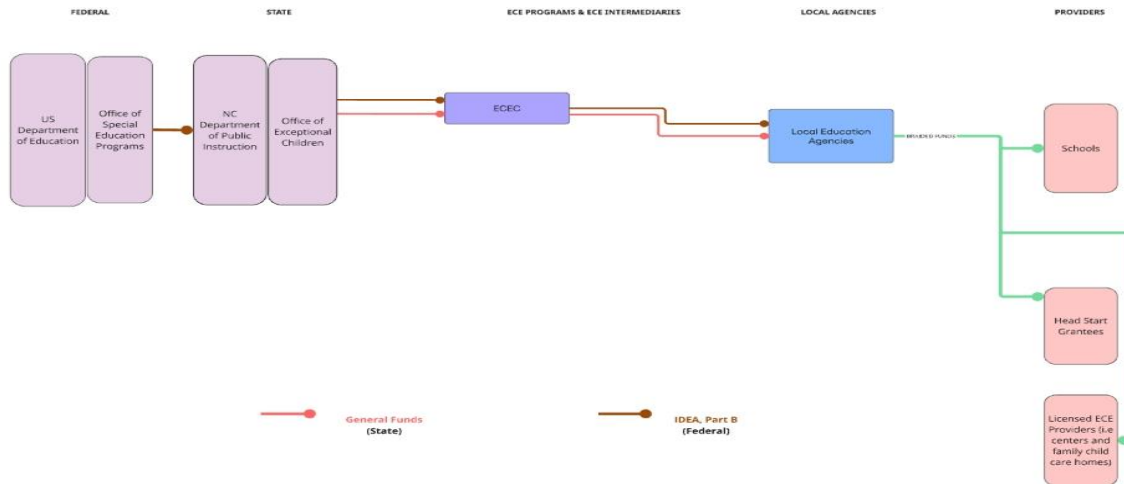 FEDERAL
STATE
ECE PROGRAMS & ECE INTERMEDIARIES
LOCAL AGENCIES
PROVIDERS
US
Department
of Education
Office of
Special
Education
Programs
NC
Department
of Public
Instruction
Office of
Exceptional
Children
ECEC
Local Education
Agencies
BRAIDED FUNDS
Schools
Head Start
Grantees
Licensed ECE
Providers (i.e
centers and
family child
care homes)
General Funds
(State)
IDEA, Part B
(Federal)